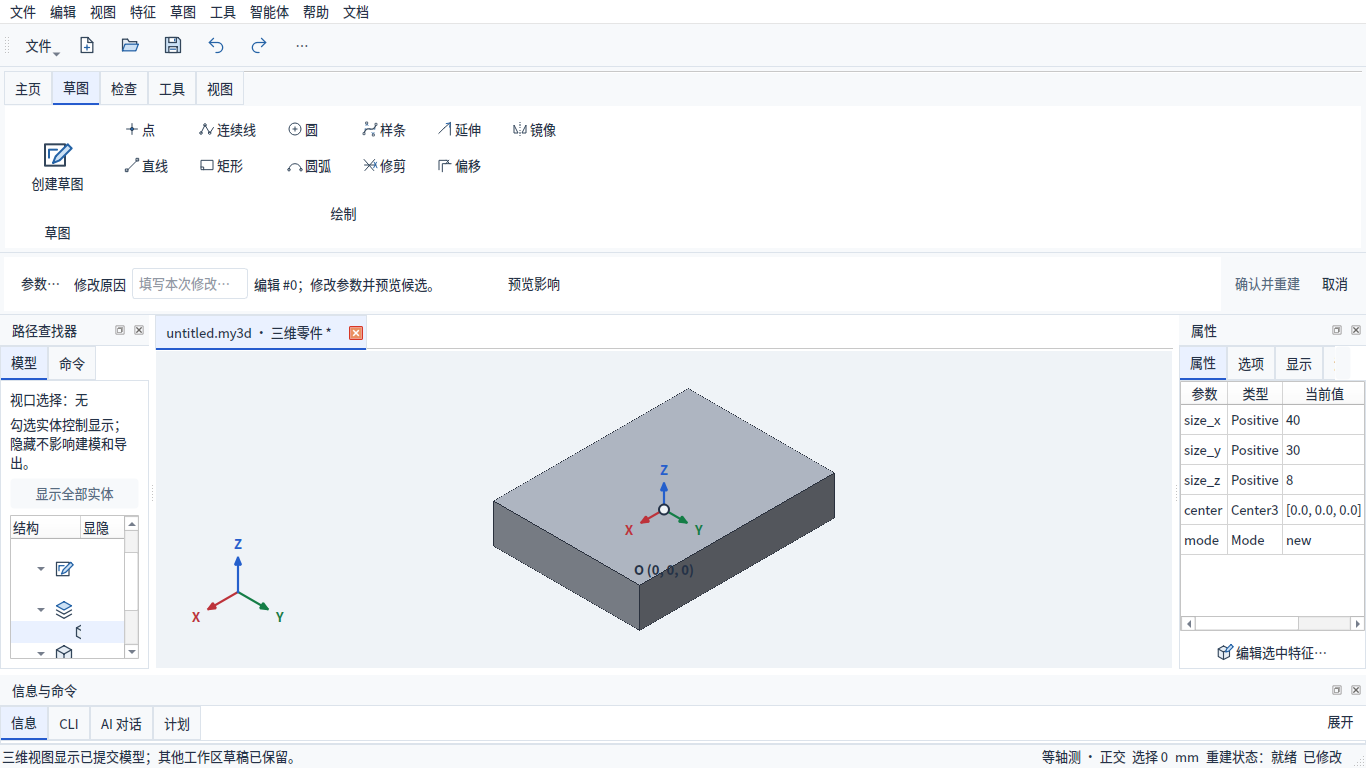 文件 编辑 视图 特征 草图 工具 智能体 帮助 文档
文件 ···
主页 草图 检查 工具 视图
点 连续线 圆 样条 延伸 镜像
直线 矩形 圆弧 修剪 偏移
创建草图
绘制
草图
参数··· 修改原因 填写本次修改··· 编辑 #0；修改参数并预览候选。 预览影响 确认并重建 取消
路径查找器
模型 命令
视口选择：无
勾选实体控制显示；
隐藏不影响建模和导
出。
显示全部实体
结构 显隐
untitled.my3d · 三维零件 *
Z
X Y
O (0, 0, 0)
Z
X Y
属性
属性 选项 显示
参数 类型 当前值
size_x Positive 40
size_y Positive 30
size_z Positive 8
center Center3 [0.0, 0.0, 0.0]
mode Mode new
编辑选中特征···
信息与命令
信息 CLI AI 对话 计划 展开
三维视图显示已提交模型；其他工作区草稿已保留。 等轴测 · 正交 选择 0 mm 重建状态：就绪 已修改